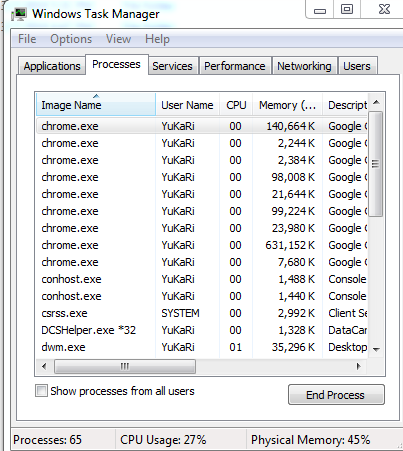 Windows Task Manager
File Options View Help
Applications Processes Services Performance Networking Users
Image Name User Name CPU Memory (... Descript
chrome.exe YuKaRi 00 140,664 K Google C
chrome.exe YuKaRi 00 2,244 K Google C
chrome.exe YuKaRi 00 2,384 K Google C
chrome.exe YuKaRi 00 98,008 K Google C
chrome.exe YuKaRi 00 21,644 K Google C
chrome.exe YuKaRi 00 99,224 K Google C
chrome.exe YuKaRi 00 23,980 K Google C
chrome.exe YuKaRi 00 631,152 K Google C
chrome.exe YuKaRi 00 7,680 K Google C
conhost.exe YuKaRi 00 1,488 K Console
conhost.exe YuKaRi 00 1,440 K Console
csrss.exe SYSTEM 00 2,992 K Client Se
DCSHelper.exe *32 YuKaRi 00 1,328 K DataCar
dwm.exe YuKaRi 01 35,296 K Desktop
Show processes from all users
End Process
Processes: 65 CPU Usage: 27% Physical Memory: 45%